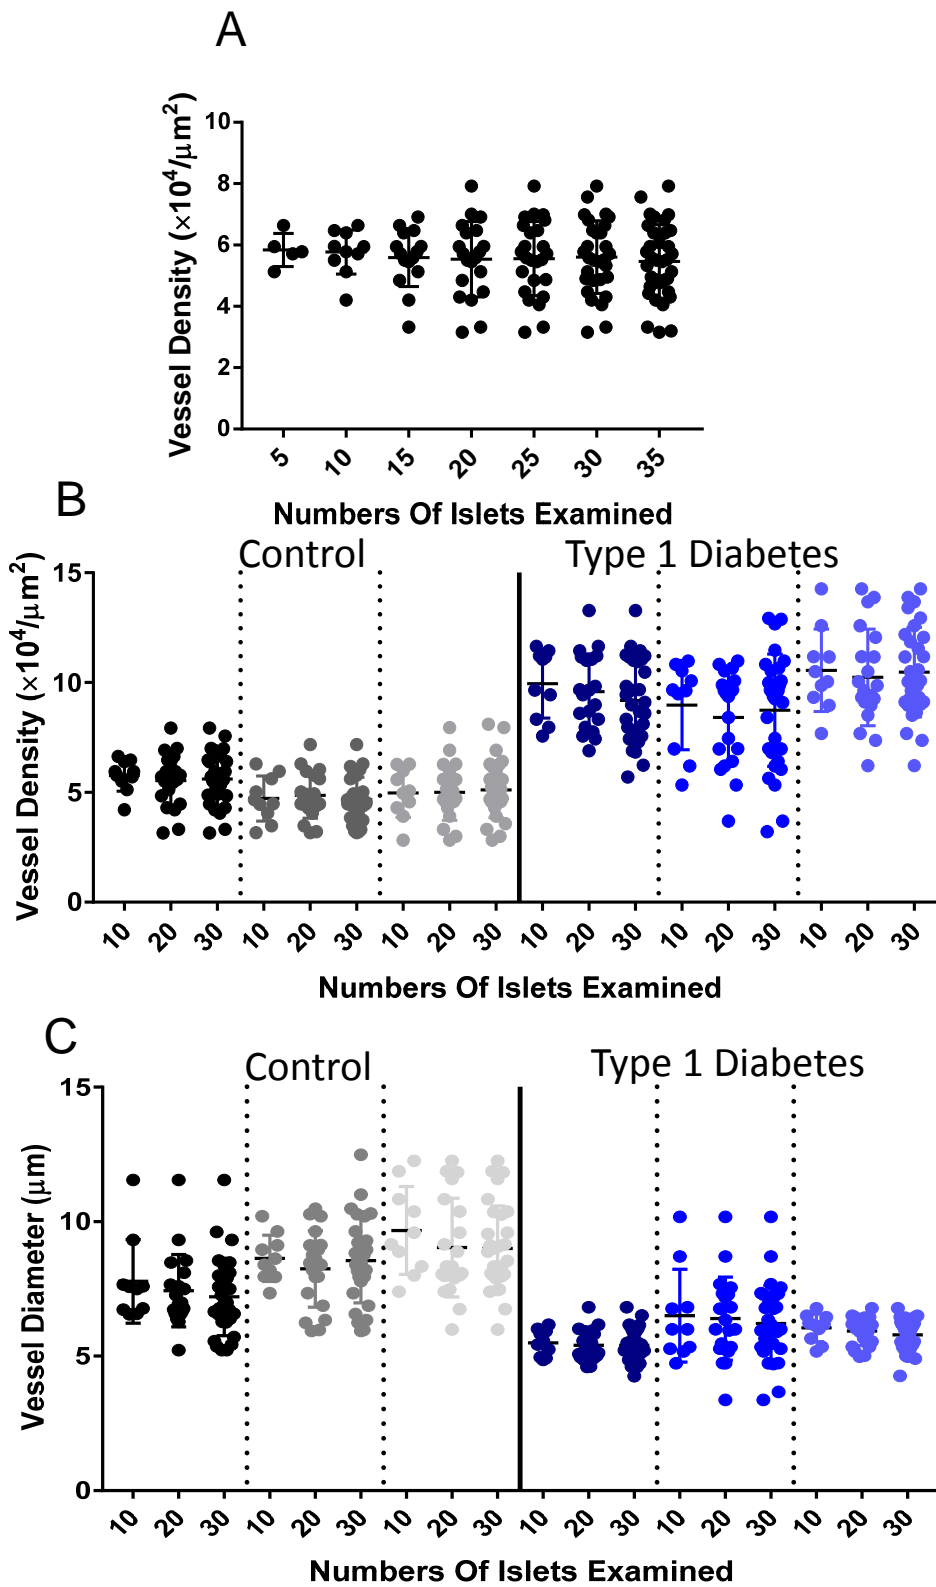 A
Vessel Density (×10⁴/μm²)
10
8
6
4
2
0
5 10 15 20 25 30 35
Numbers Of Islets Examined
B
Control Type 1 Diabetes
Vessel Density (×10⁴/μm²)
15
10
5
0
10 20 30 10 20 30 10 20 30 10 20 30 10 20 30 10 20 30
Numbers Of Islets Examined
C
Control Type 1 Diabetes
Vessel Diameter (μm)
15
10
5
0
10 20 30 10 20 30 10 20 30 10 20 30 10 20 30 10 20 30
Numbers Of Islets Examined